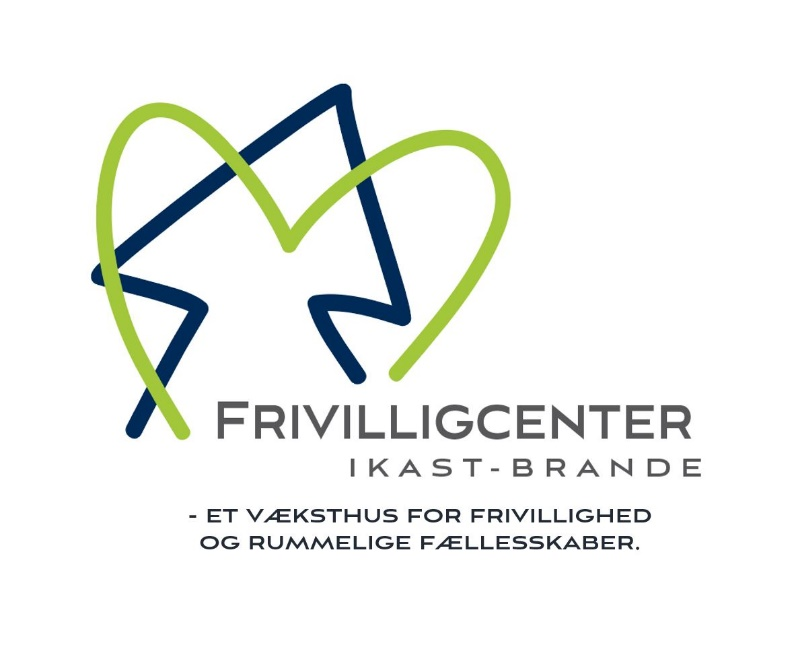 FRIVILLIGCENTER
IKAST-BRANDE
- ET VÆKSTHUS FOR FRIVILLIGHED
OG RUMMELIGE FÆLLESSKABER.